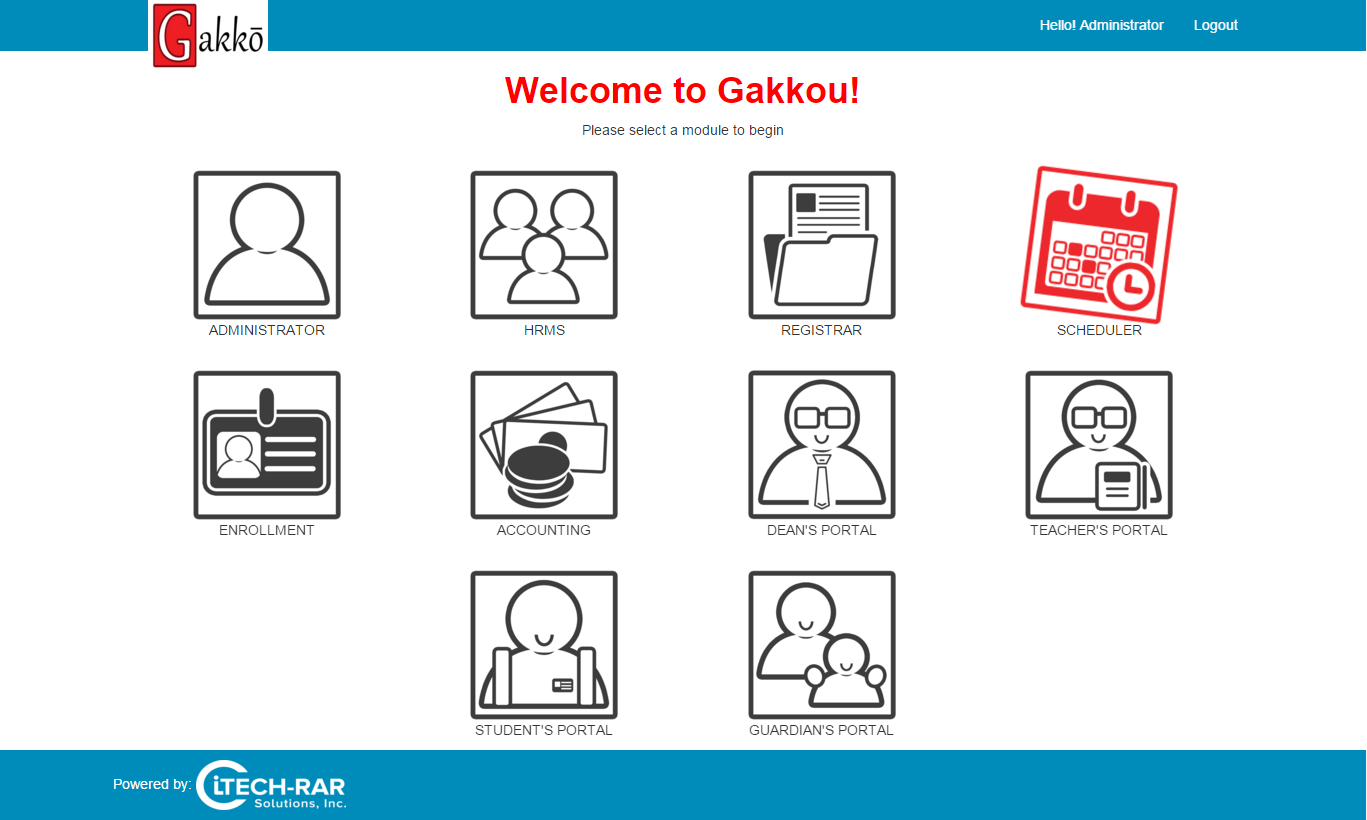 Gakkō
Hello! Administrator Logout
Welcome to Gakkou!
Please select a module to begin
ADMINISTRATOR HRMS REGISTRAR SCHEDULER
ENROLLMENT ACCOUNTING DEAN'S PORTAL TEACHER'S PORTAL
STUDENT'S PORTAL GUARDIAN'S PORTAL
Powered by: iTECH-RAR
Solutions, Inc.